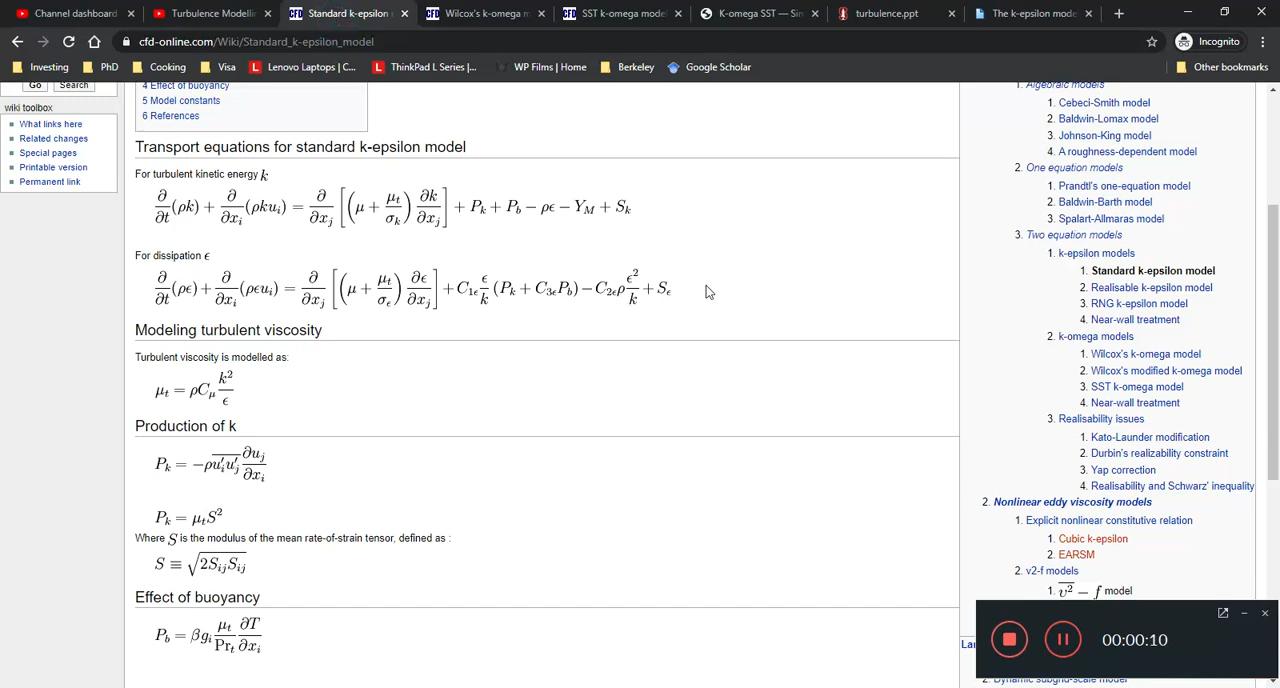 Channel dashboard
Turbulence Modellin
Standard k-epsilon
Wilcox's k-omega m
SST k-omega model
K-omega SST — Sim
turbulence.ppt
The k-epsilon model
cfd-online.com/Wiki/Standard_k-epsilon_model
Incognito
Investing
PhD
Cooking
Visa
Lenovo Laptops | C...
ThinkPad L Series |...
WP Films | Home
Berkeley
Google Scholar
Other bookmarks
Go
Search
wiki toolbox
What links here
Related changes
Special pages
Printable version
Permanent link
4 Effect of buoyancy
5 Model constants
6 References
Transport equations for standard k-epsilon model
For turbulent kinetic energy k
∂/∂t (ρk) + ∂/∂x_i (ρku_i) = ∂/∂x_j [(μ + μ_t/σ_k) ∂k/∂x_j] + P_k + P_b − ρϵ − Y_M + S_k
For dissipation ϵ
∂/∂t (ρϵ) + ∂/∂x_i (ρϵu_i) = ∂/∂x_j [(μ + μ_t/σ_ϵ) ∂ϵ/∂x_j] + C_1ϵ ϵ/k (P_k + C_3ϵ P_b) − C_2ϵ ρ ϵ²/k + S_ϵ
Modeling turbulent viscosity
Turbulent viscosity is modelled as:
μ_t = ρC_μ k²/ϵ
Production of k
P_k = −ρ\overline{u'_i u'_j} ∂u_j/∂x_i
P_k = μ_t S²
Where S is the modulus of the mean rate-of-strain tensor, defined as :
S ≡ √(2S_ij S_ij)
Effect of buoyancy
P_b = βg_i μ_t/Pr_t ∂T/∂x_i
1. Algebraic models
1. Cebeci-Smith model
2. Baldwin-Lomax model
3. Johnson-King model
4. A roughness-dependent model
2. One equation models
1. Prandtl's one-equation model
2. Baldwin-Barth model
3. Spalart-Allmaras model
3. Two equation models
1. k-epsilon models
1. Standard k-epsilon model
2. Realisable k-epsilon model
3. RNG k-epsilon model
4. Near-wall treatment
2. k-omega models
1. Wilcox's k-omega model
2. Wilcox's modified k-omega model
3. SST k-omega model
4. Near-wall treatment
3. Realisability issues
1. Kato-Launder modification
2. Durbin's realizability constraint
3. Yap correction
4. Realisability and Schwarz' inequality
2. Nonlinear eddy viscosity models
1. Explicit nonlinear constitutive relation
1. Cubic k-epsilon
2. EARSM
2. v2-f models
1. \overline{υ²} − f model
Lar
2. Dynamic subgrid-scale model
00:00:10